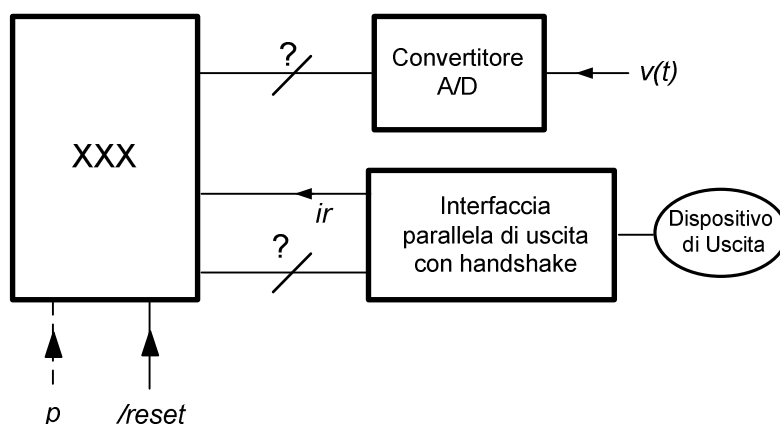 ?
Convertitore
A/D
v(t)
XXX
ir
Interfaccia
parallela di uscita
con handshake
Dispositivo
di Uscita
?
p
/reset